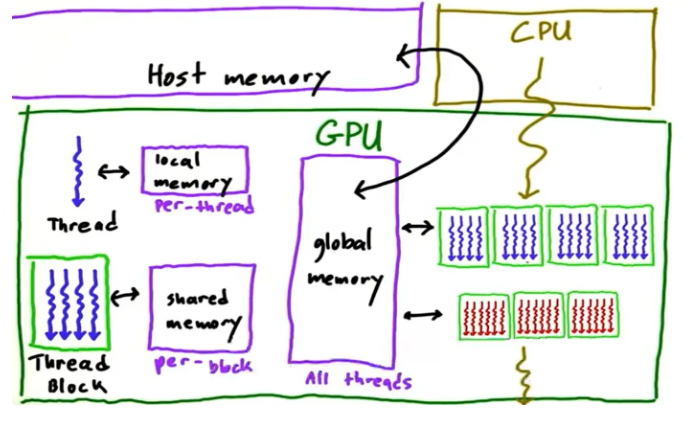 CPU
Host memory
GPU
local
memory
per-thread
Thread
global
memory
shared
memory
per-block
Thread
Block
All threads